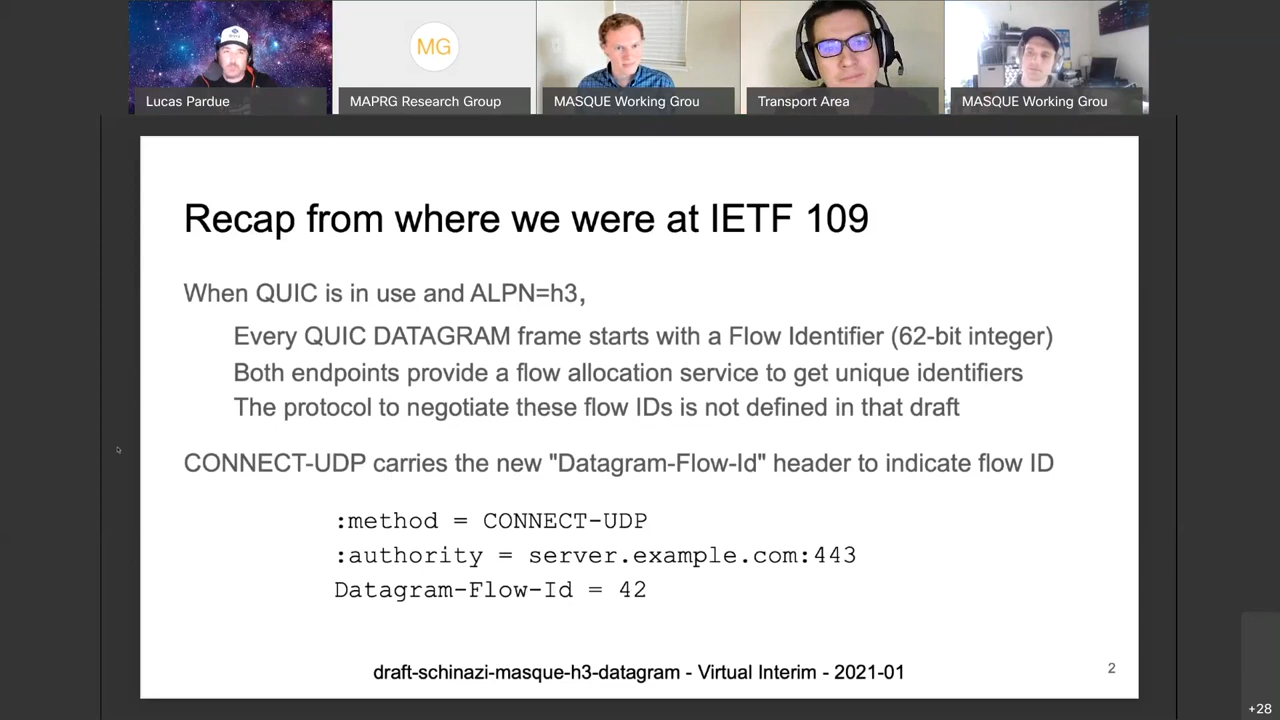 MG
Lucas Pardue
MAPRG Research Group
MASQUE Working Grou
Transport Area
MASQUE Working Grou
Recap from where we were at IETF 109
When QUIC is in use and ALPN=h3,
Every QUIC DATAGRAM frame starts with a Flow Identifier (62-bit integer)
Both endpoints provide a flow allocation service to get unique identifiers
The protocol to negotiate these flow IDs is not defined in that draft
CONNECT-UDP carries the new "Datagram-Flow-Id" header to indicate flow ID
:method = CONNECT-UDP
:authority = server.example.com:443
Datagram-Flow-Id = 42
draft-schinazi-masque-h3-datagram - Virtual Interim - 2021-01
2
+28